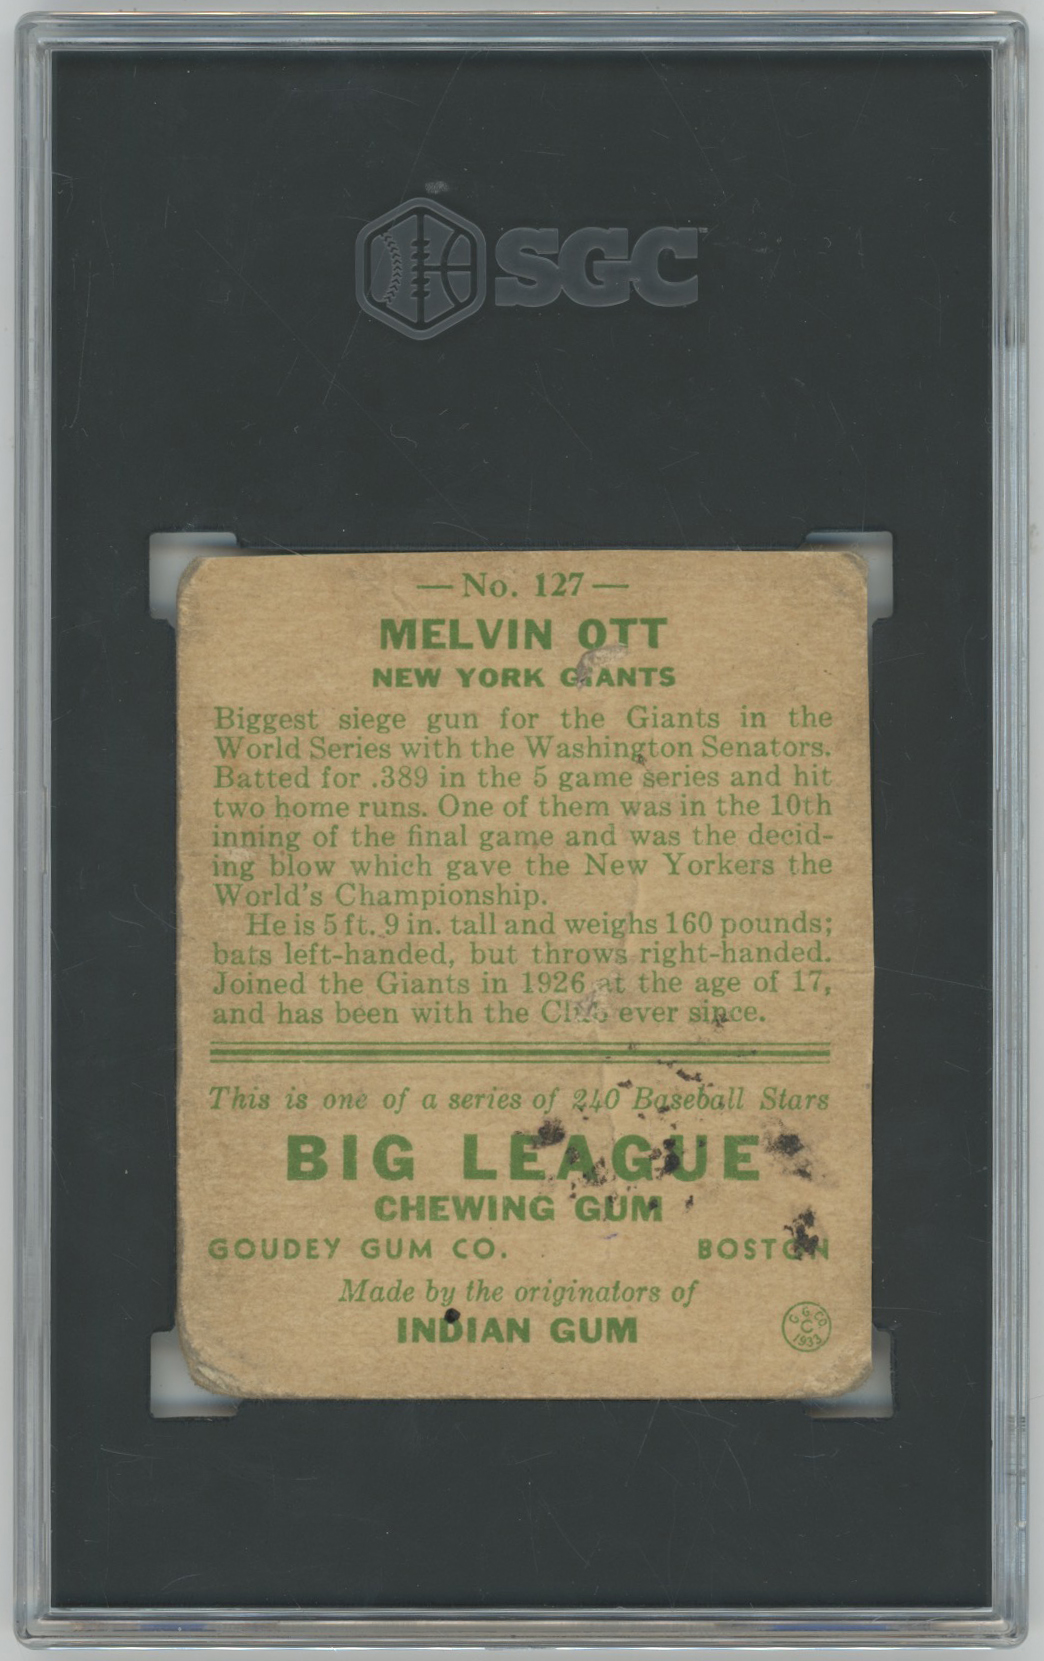 SGC
— No. 127 —
MELVIN OTT
NEW YORK GIANTS
Biggest siege gun for the Giants in the
World Series with the Washington Senators.
Batted for .389 in the 5 game series and hit
two home runs. One of them was in the 10th
inning of the final game and was the decid-
ing blow which gave the New Yorkers the
World's Championship.
He is 5 ft. 9 in. tall and weighs 160 pounds;
bats left-handed, but throws right-handed.
Joined the Giants in 1926 at the age of 17,
and has been with the Club ever since.
This is one of a series of 240 Baseball Stars
BIG LEAGUE
CHEWING GUM
GOUDEY GUM CO. BOSTON
Made by the originators of
INDIAN GUM
G. G. CO.
C
1933